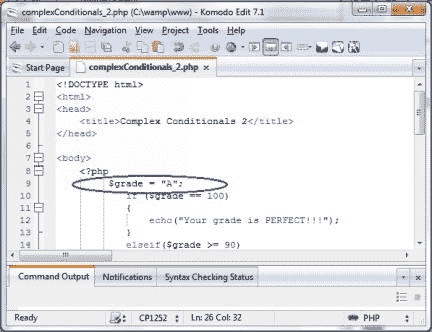 complexConditionals_2.php (C:\wamp\www) - Komodo Edit 7.1
File Edit Code Navigation View Project Tools Help
Start Page complexConditionals_2.php
1 <!DOCTYPE html>
2 <html>
3 <head>
4 <title>Complex Conditionals 2</title>
5 </head>
6
7 <body>
8 <?php
9 $grade = "A";
10 if ($grade == 100)
11 {
12 echo("Your grade is PERFECT!!!");
13 }
14 elseif($grade >= 90)
Command Output Notifications Syntax Checking Status
Ready CP1252 Ln: 26 Col: 32 PHP